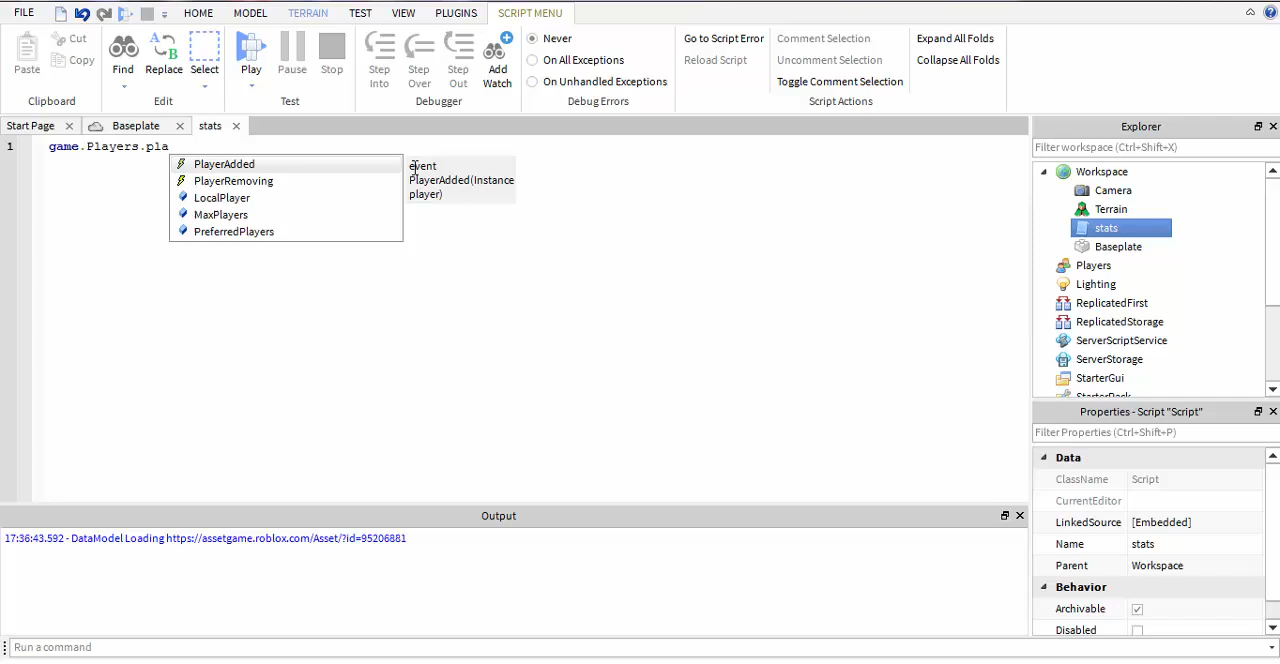 FILE HOME MODEL TERRAIN TEST VIEW PLUGINS SCRIPT MENU
Paste
Cut
Copy
Clipboard
Find
Replace
Select
Edit
Play
Pause
Stop
Test
Step Into
Step Over
Step Out
Add Watch
Debugger
Never
On All Exceptions
On Unhandled Exceptions
Debug Errors
Go to Script Error
Reload Script
Comment Selection
Uncomment Selection
Toggle Comment Selection
Script Actions
Expand All Folds
Collapse All Folds
Start Page Baseplate stats
1 game.Players.pla
PlayerAdded
PlayerRemoving
LocalPlayer
MaxPlayers
PreferredPlayers
event
PlayerAdded(Instance
player)
Explorer
Filter workspace (Ctrl+Shift+X)
Workspace
Camera
Terrain
stats
Baseplate
Players
Lighting
ReplicatedFirst
ReplicatedStorage
ServerScriptService
ServerStorage
StarterGui
StarterPack
Properties - Script "Script"
Filter Properties (Ctrl+Shift+P)
Data
ClassName Script
CurrentEditor
LinkedSource [Embedded]
Name stats
Parent Workspace
Behavior
Archivable
Disabled
Output
17:36:43.592 - DataModel Loading https://assetgame.roblox.com/Asset/?id=95206881
Run a command